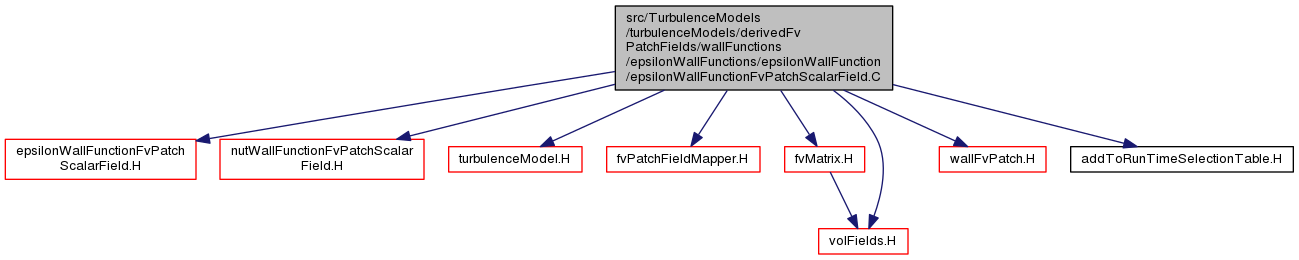 src/TurbulenceModels
/turbulenceModels/derivedFv
PatchFields/wallFunctions
/epsilonWallFunctions/epsilonWallFunction
/epsilonWallFunctionFvPatchScalarField.C
epsilonWallFunctionFvPatch
ScalarField.H
nutWallFunctionFvPatchScalar
Field.H
turbulenceModel.H
fvPatchFieldMapper.H
fvMatrix.H
wallFvPatch.H
addToRunTimeSelectionTable.H
volFields.H